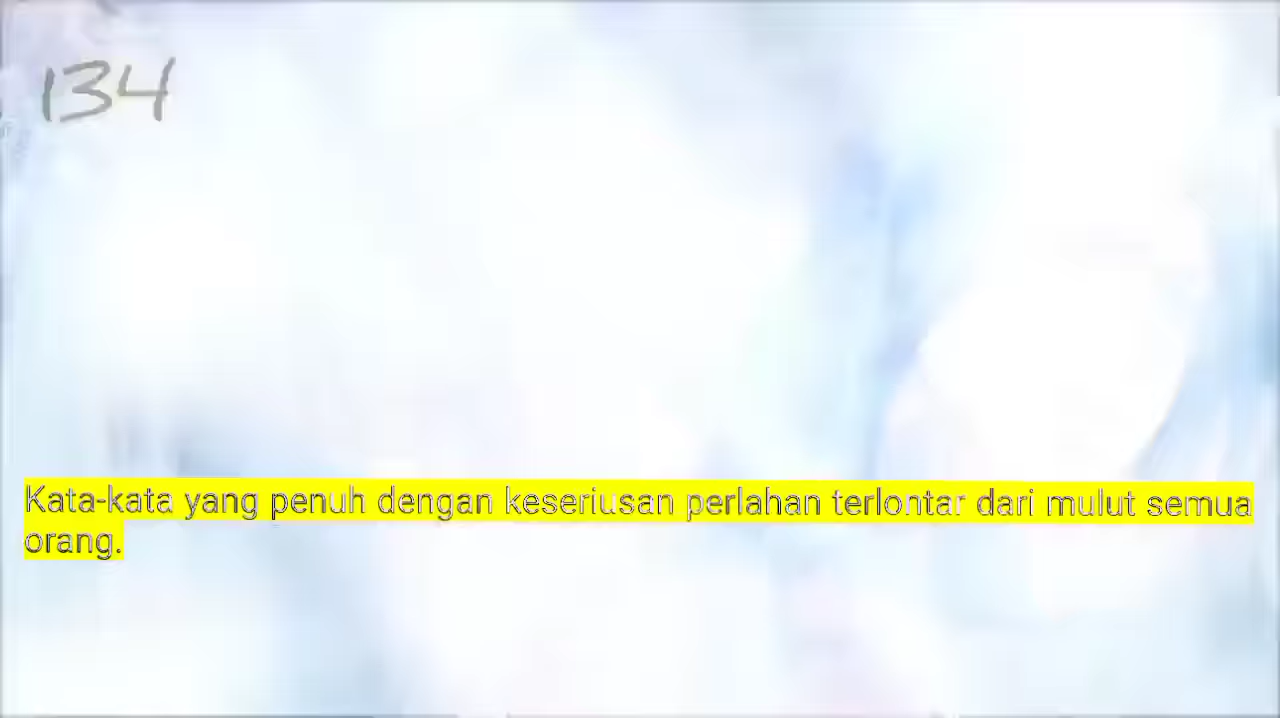 134
Kata-kata yang penuh dengan keseriusan perlahan terlontar dari mulut semua
orang.